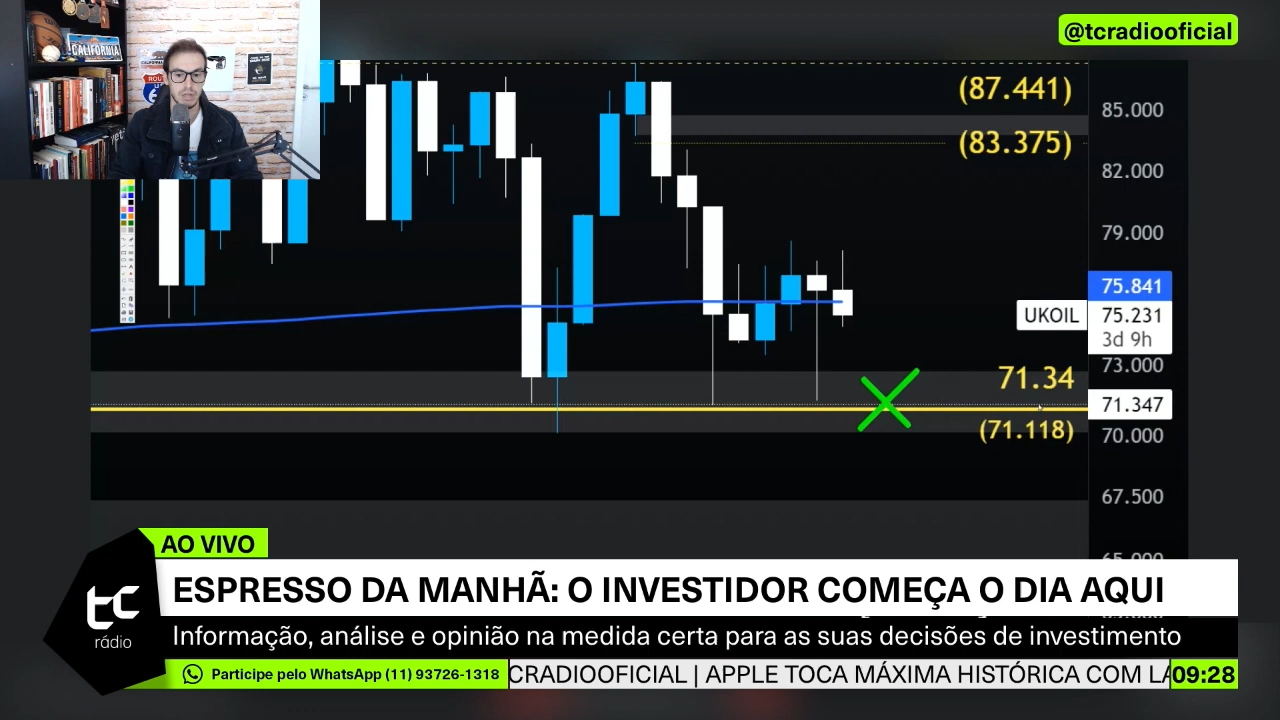 @tcradiooficial
CALIFORNIA
ROUTE
(87.441)
85.000
(83.375)
82.000
79.000
75.841
UKOIL
75.231
3d 9h
73.000
71.34
71.347
(71.118)
70.000
67.500
AO VIVO
ESPRESSO DA MANHÃ: O INVESTIDOR COMEÇA O DIA AQUI
tc
rádio
Informação, análise e opinião na medida certa para as suas decisões de investimento
Participe pelo WhatsApp (11) 93726-1318
CRADIOOFICIAL | APPLE TOCA MÁXIMA HISTÓRICA COM LA
09:28